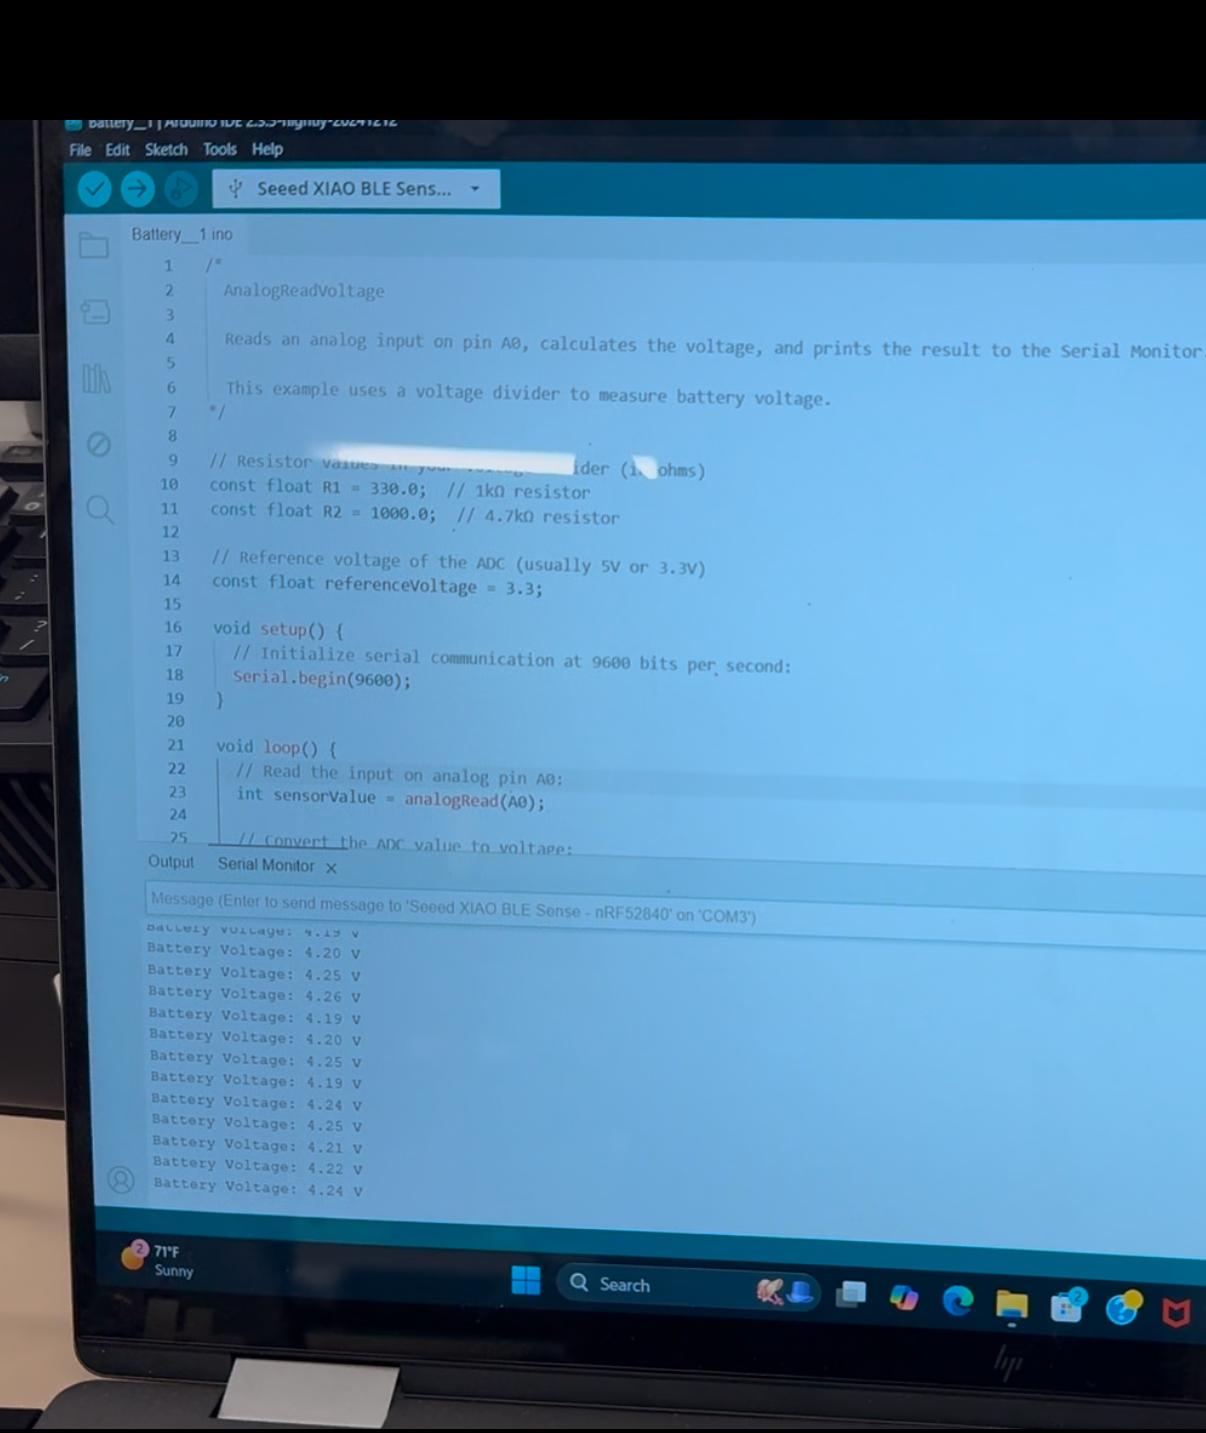 Battery__1 | Arduino IDE 2.3.5-nightly-20241212
File Edit Sketch Tools Help
Seeed XIAO BLE Sens...
Battery__1 ino
1 /*
2 AnalogReadVoltage
3
4 Reads an analog input on pin A0, calculates the voltage, and prints the result to the Serial Monitor.
5
6 This example uses a voltage divider to measure battery voltage.
7 */
8
9 // Resistor values in your ider ( ohms)
10 const float R1 = 330.0; // 1kΩ resistor
11 const float R2 = 1000.0; // 4.7kΩ resistor
12
13 // Reference voltage of the ADC (usually 5V or 3.3V)
14 const float referenceVoltage = 3.3;
15
16 void setup() {
17 // Initialize serial communication at 9600 bits per second:
18 Serial.begin(9600);
19 }
20
21 void loop() {
22 // Read the input on analog pin A0:
23 int sensorValue = analogRead(A0);
24
25 // Convert the ADC value to voltage:
Output Serial Monitor x
Message (Enter to send message to 'Seeed XIAO BLE Sense - nRF52840' on 'COM3')
Battery Voltage: 4.19 V
Battery Voltage: 4.20 V
Battery Voltage: 4.25 V
Battery Voltage: 4.26 V
Battery Voltage: 4.19 V
Battery Voltage: 4.20 V
Battery Voltage: 4.25 V
Battery Voltage: 4.19 V
Battery Voltage: 4.24 V
Battery Voltage: 4.25 V
Battery Voltage: 4.21 V
Battery Voltage: 4.22 V
Battery Voltage: 4.24 V
2 71°F
Sunny
Search
2
hp